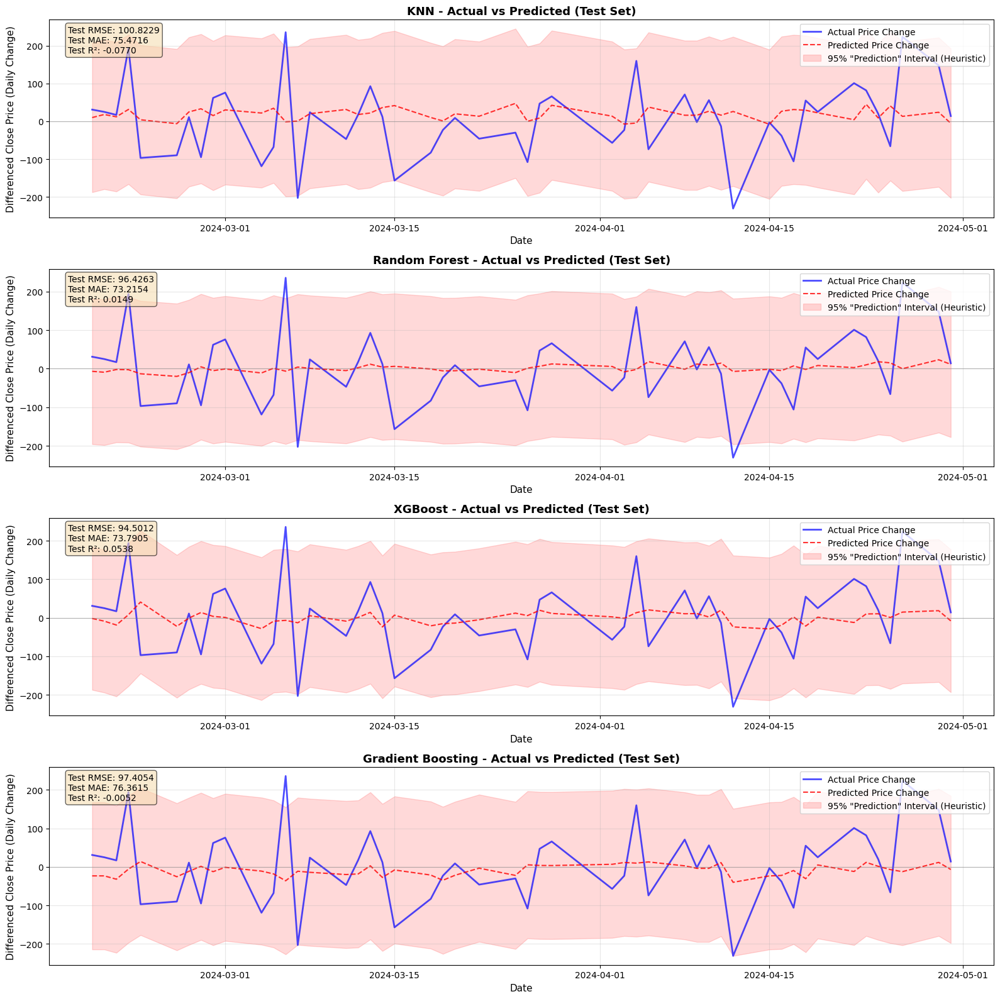 KNN - Actual vs Predicted (Test Set)
Test RMSE: 100.8229
Test MAE: 75.4716
Test R²: -0.0770
Actual Price Change
Predicted Price Change
95% "Prediction" Interval (Heuristic)
Differenced Close Price (Daily Change)
200
100
0
−100
−200
2024-03-01
2024-03-15
2024-04-01
2024-04-15
2024-05-01
Date
Random Forest - Actual vs Predicted (Test Set)
Test RMSE: 96.4263
Test MAE: 73.2154
Test R²: 0.0149
Actual Price Change
Predicted Price Change
95% "Prediction" Interval (Heuristic)
Differenced Close Price (Daily Change)
200
100
0
−100
−200
2024-03-01
2024-03-15
2024-04-01
2024-04-15
2024-05-01
Date
XGBoost - Actual vs Predicted (Test Set)
Test RMSE: 94.5012
Test MAE: 73.7905
Test R²: 0.0538
Actual Price Change
Predicted Price Change
95% "Prediction" Interval (Heuristic)
Differenced Close Price (Daily Change)
200
100
0
−100
−200
2024-03-01
2024-03-15
2024-04-01
2024-04-15
2024-05-01
Date
Gradient Boosting - Actual vs Predicted (Test Set)
Test RMSE: 97.4054
Test MAE: 76.3615
Test R²: -0.0052
Actual Price Change
Predicted Price Change
95% "Prediction" Interval (Heuristic)
Differenced Close Price (Daily Change)
200
100
0
−100
−200
2024-03-01
2024-03-15
2024-04-01
2024-04-15
2024-05-01
Date